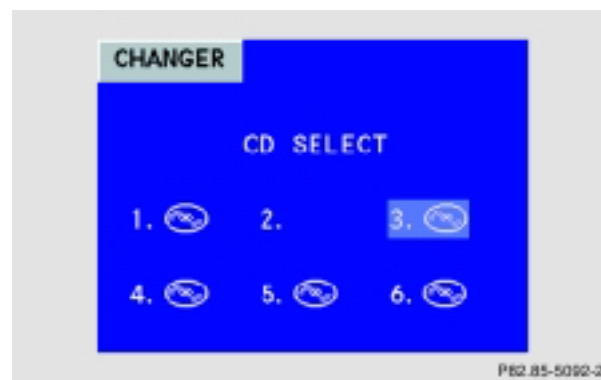 CHANGER
CD SELECT
1. 2. 3.
4. 5. 6.
P82.85-5092-2